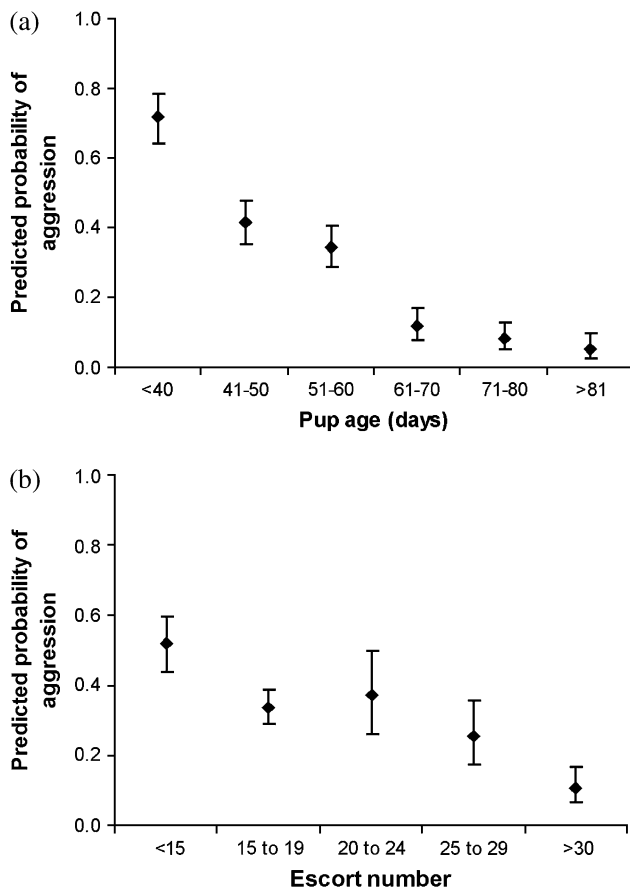 (a)
Predicted probability of
aggression
1.0
0.8
0.6
0.4
0.2
0.0
<40 41-50 51-60 61-70 71-80 >81
Pup age (days)
(b)
Predicted probability of
aggression
1.0
0.8
0.6
0.4
0.2
0.0
<15 15 to 19 20 to 24 25 to 29 >30
Escort number